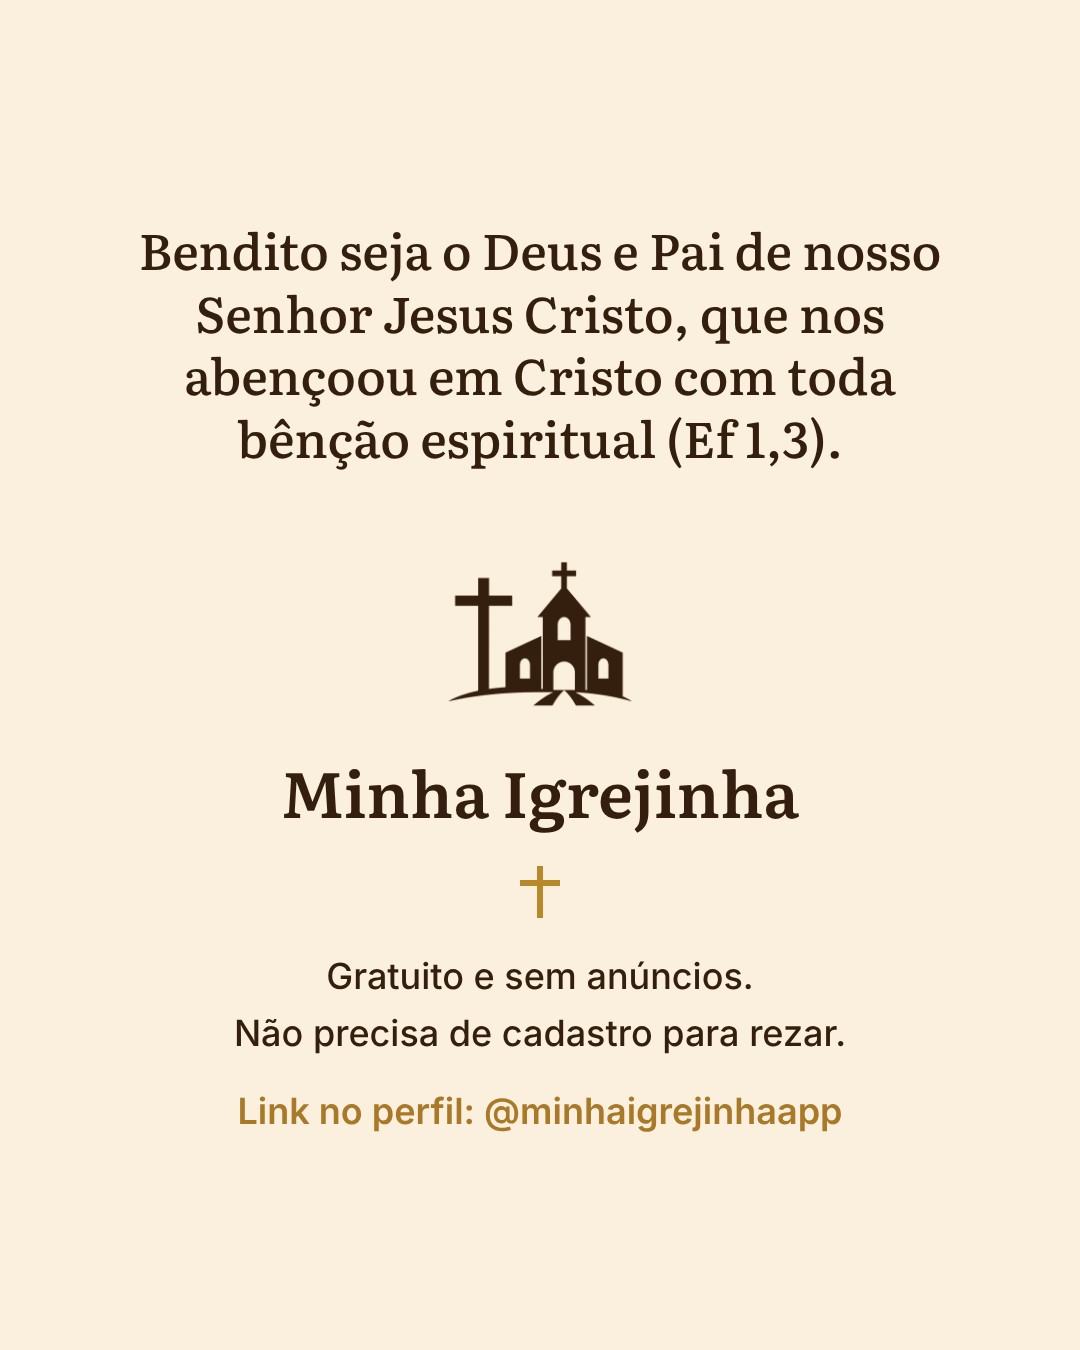 Bendito seja o Deus e Pai de nosso
Senhor Jesus Cristo, que nos
abençoou em Cristo com toda
bênção espiritual (Ef 1,3).
Minha Igrejinha
Gratuito e sem anúncios.
Não precisa de cadastro para rezar.
Link no perfil: @minhaigrejinhaapp